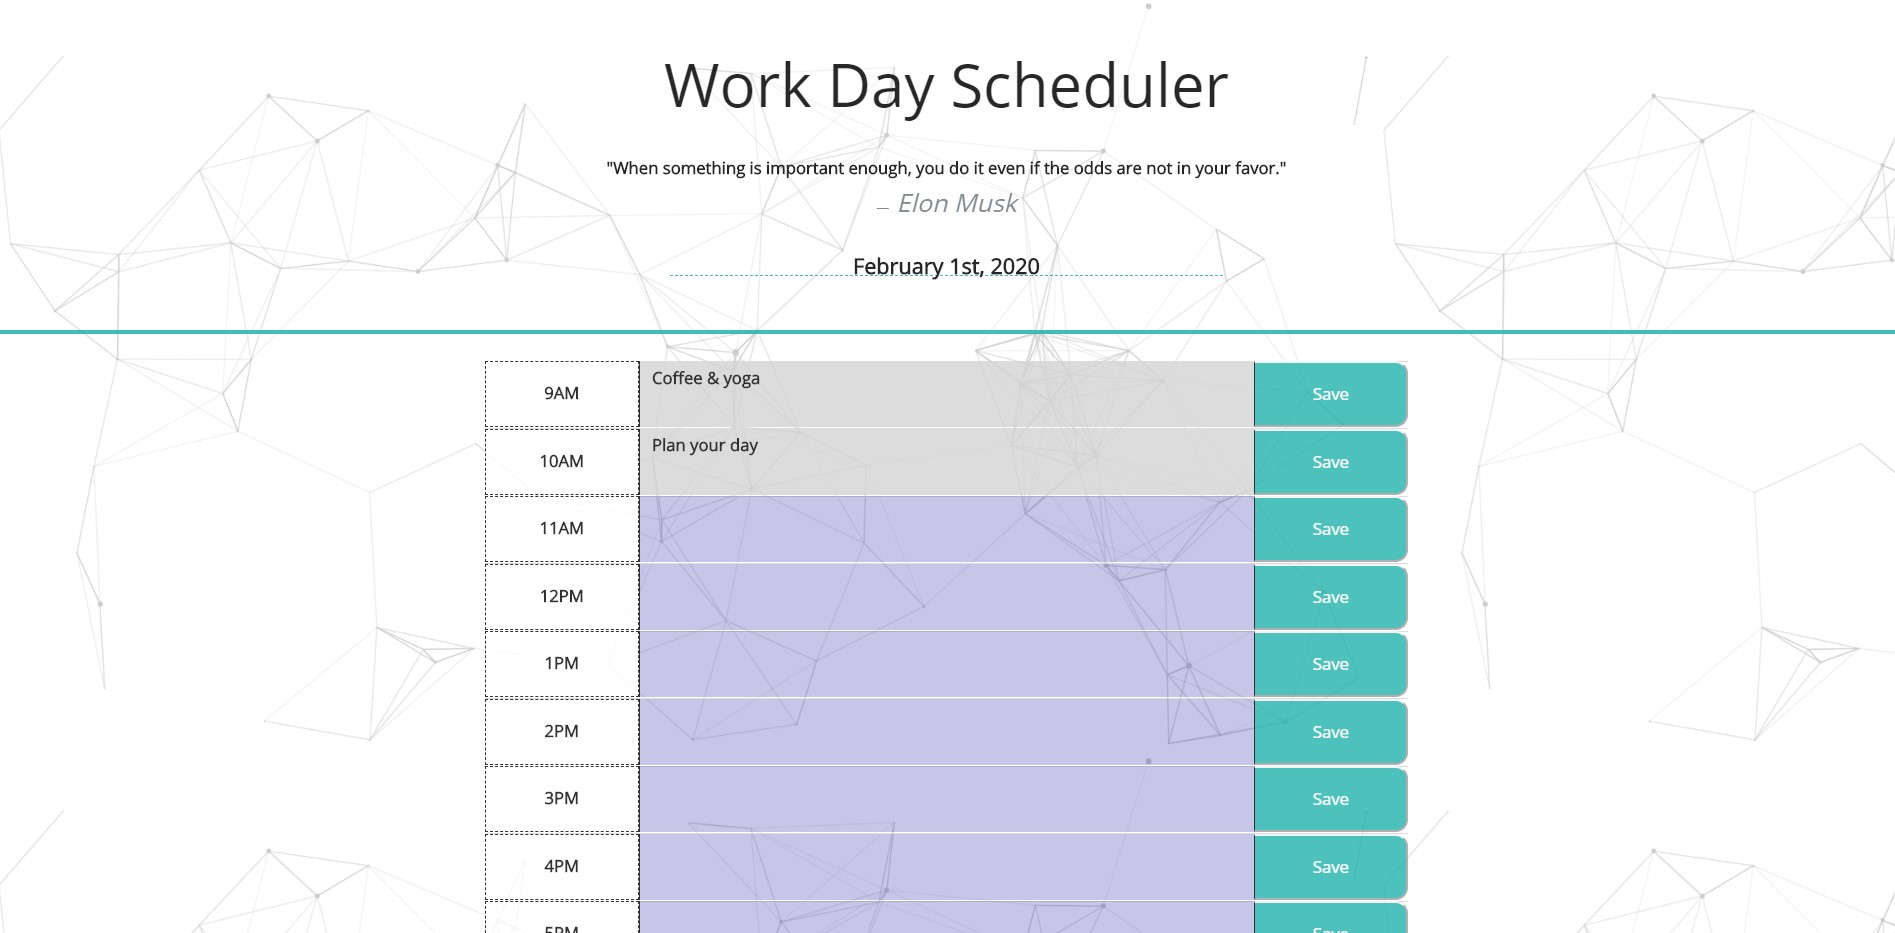 Work Day Scheduler
"When something is important enough, you do it even if the odds are not in your favor."
— Elon Musk
February 1st, 2020
9AM Coffee & yoga Save
10AM Plan your day Save
11AM Save
12PM Save
1PM Save
2PM Save
3PM Save
4PM Save
5PM Save